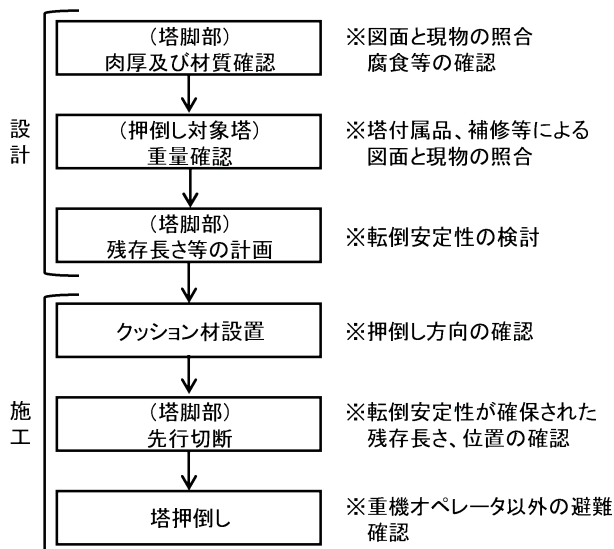 設計
（塔脚部）
肉厚及び材質確認
※図面と現物の照合
腐食等の確認
（押倒し対象塔）
重量確認
※塔付属品、補修等による
図面と現物の照合
（塔脚部）
残存長さ等の計画
※転倒安定性の検討
施工
クッション材設置
※押倒し方向の確認
（塔脚部）
先行切断
※転倒安定性が確保された
残存長さ、位置の確認
塔押倒し
※重機オペレータ以外の避難
確認